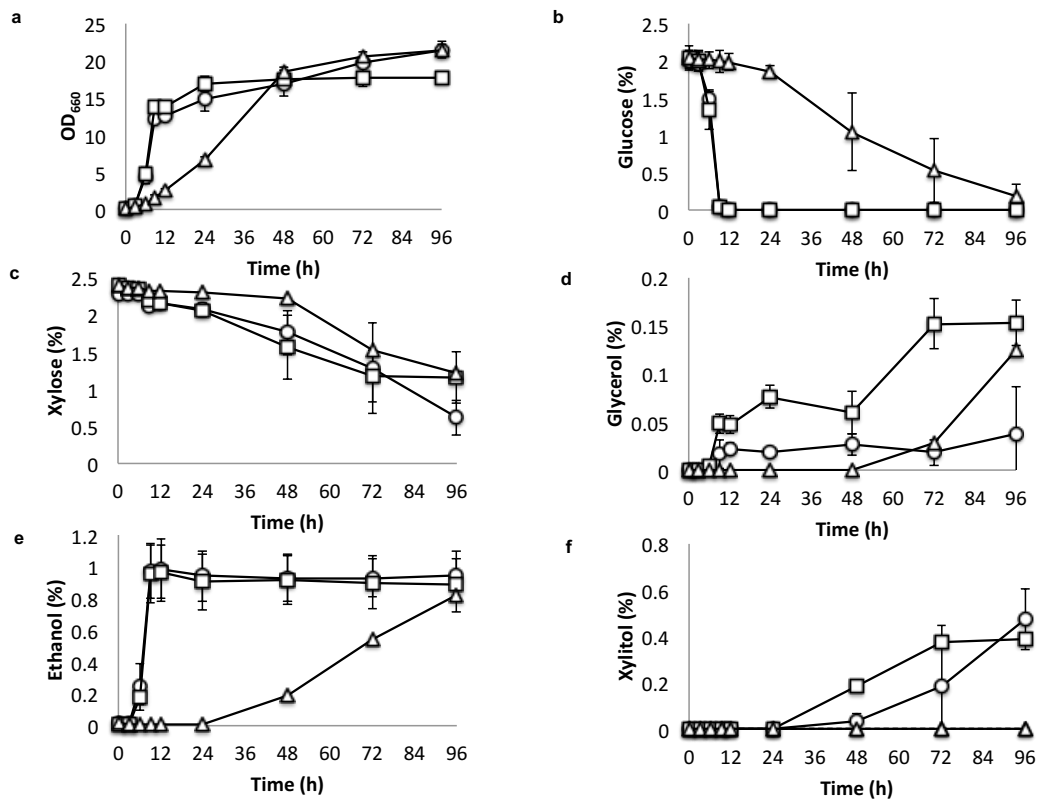 a
25
20
15
10
5
0
OD660
0 12 24 36 48 60 72 84 96
Time (h)
b
2.5
2
1.5
1
0.5
0
Glucose (%)
0 12 24 36 48 60 72 84 96
Time (h)
c
2.5
2
1.5
1
0.5
0
Xylose (%)
0 12 24 36 48 60 72 84 96
Time (h)
d
0.2
0.15
0.1
0.05
0
Glycerol (%)
0 12 24 36 48 60 72 84 96
Time (h)
e
1.2
1
0.8
0.6
0.4
0.2
0
Ethanol (%)
0 12 24 36 48 60 72 84 96
Time (h)
f
0.8
0.6
0.4
0.2
0
Xylitol (%)
0 12 24 36 48 60 72 84 96
Time (h)